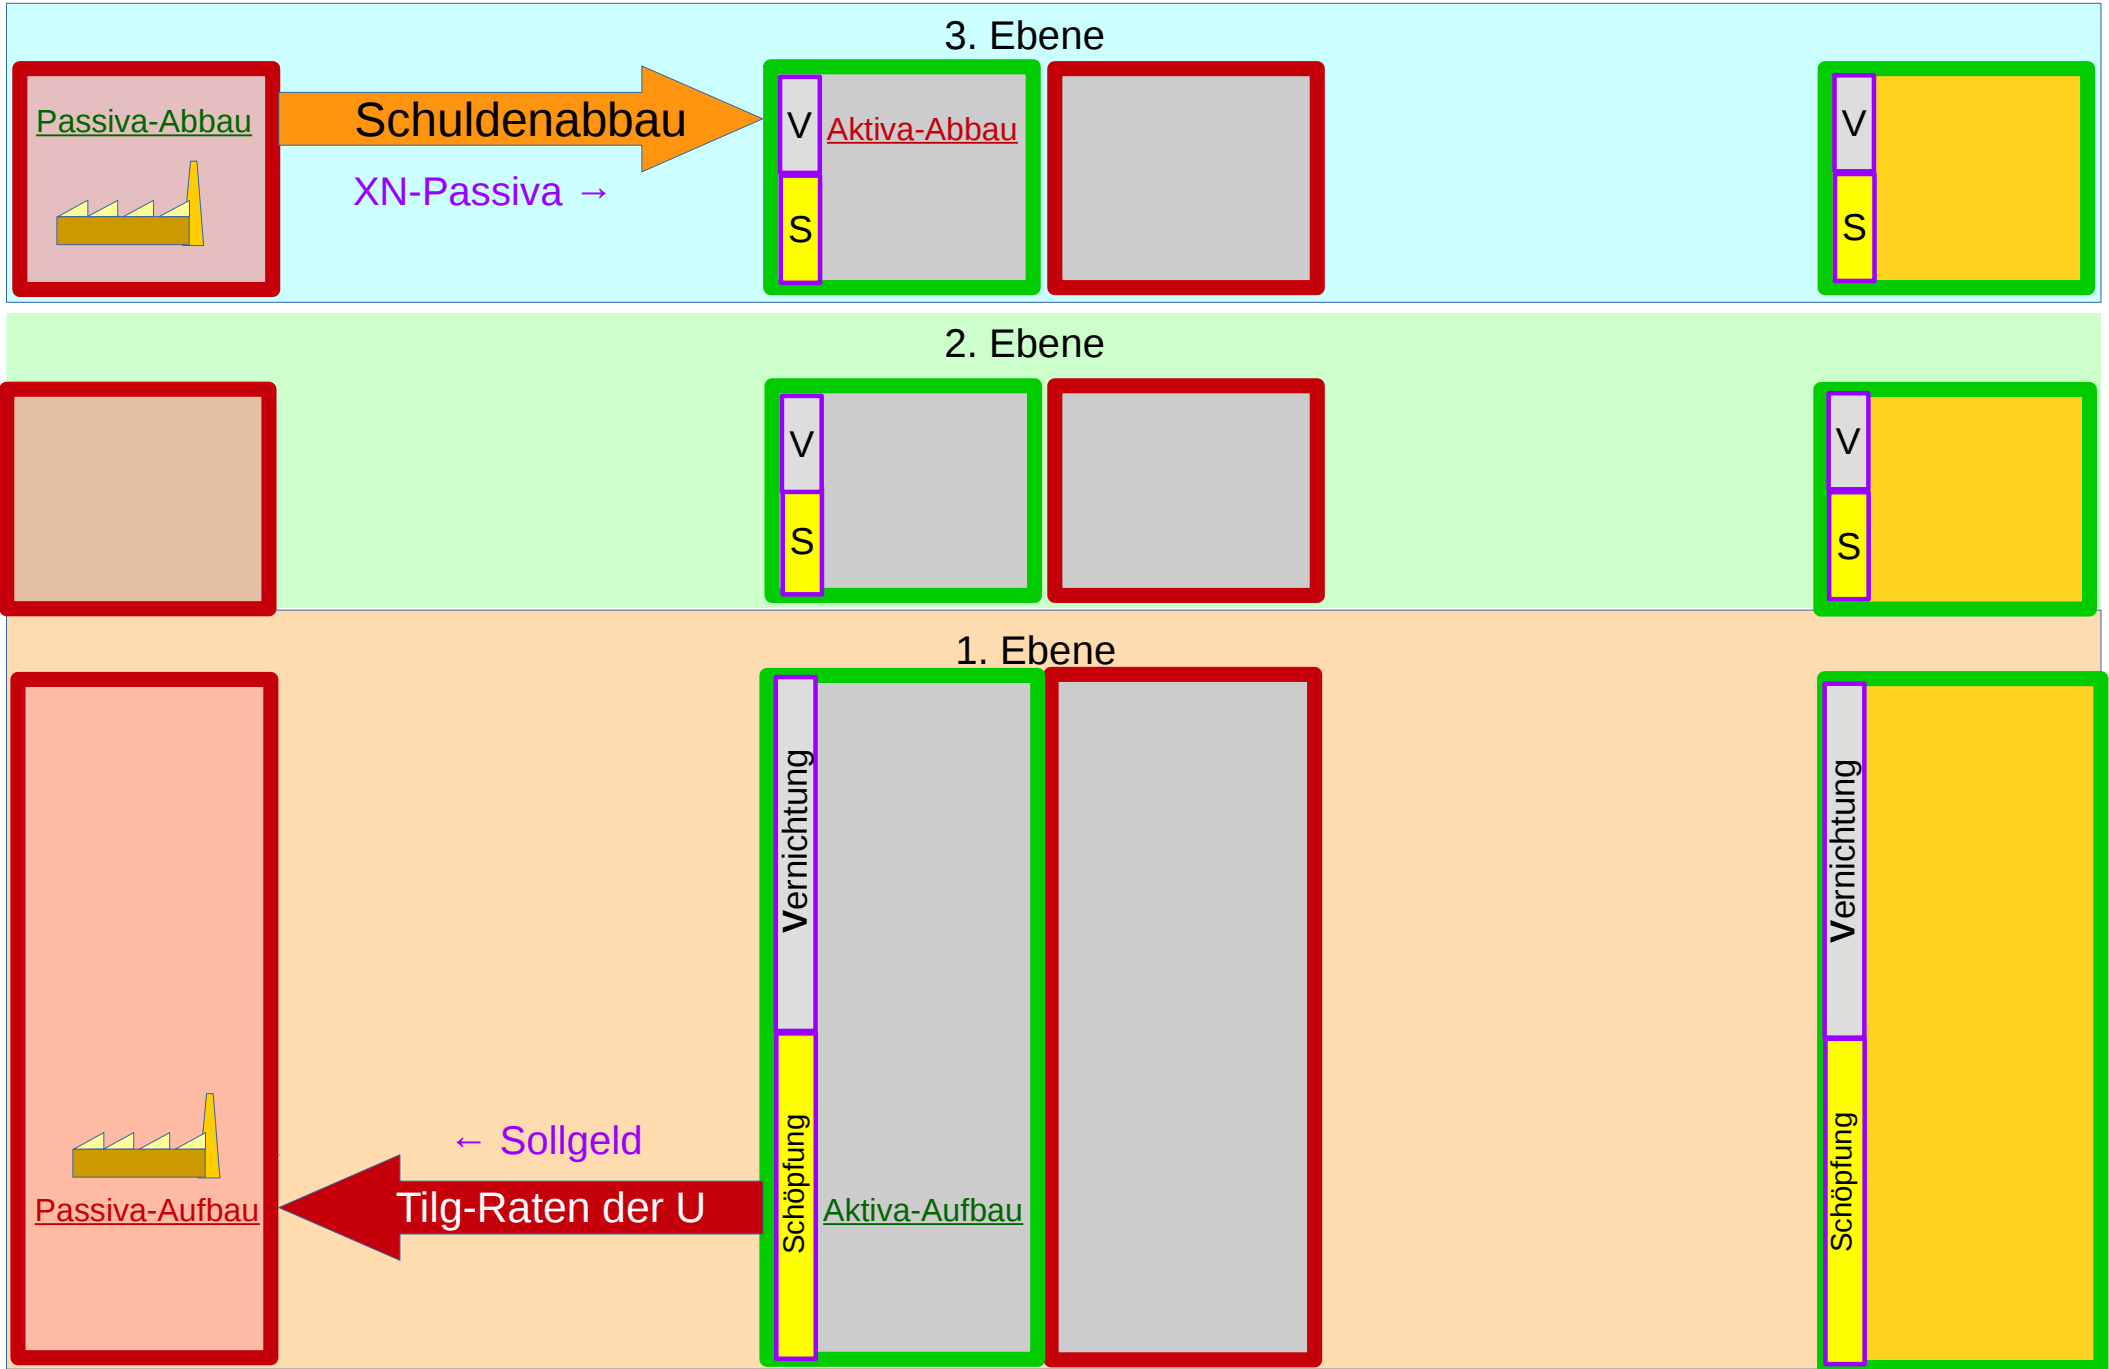 3. Ebene
Passiva-Abbau
Schuldenabbau
V
Aktiva-Abbau
V
XN-Passiva →
S
S
2. Ebene
V
V
S
S
1. Ebene
Vernichtung
Vernichtung
← Sollgeld
Passiva-Aufbau
Tilg-Raten der U
Schöpfung
Aktiva-Aufbau
Schöpfung